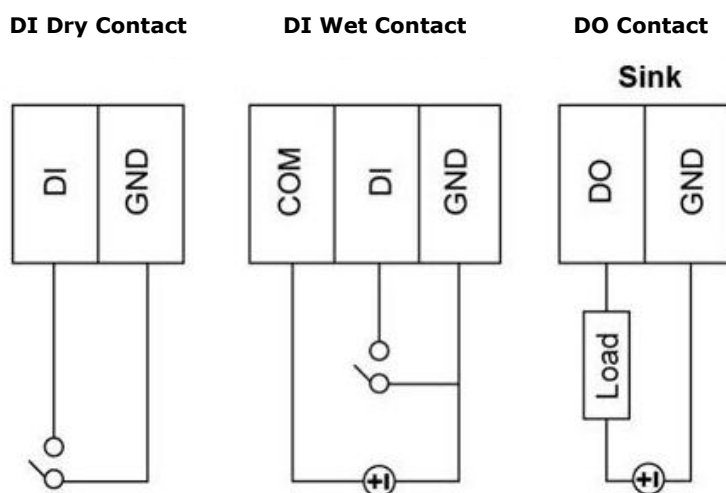 DI Dry Contact
DI Wet Contact
DO Contact
Sink
DI
GND
COM
DI
GND
DO
GND
Load